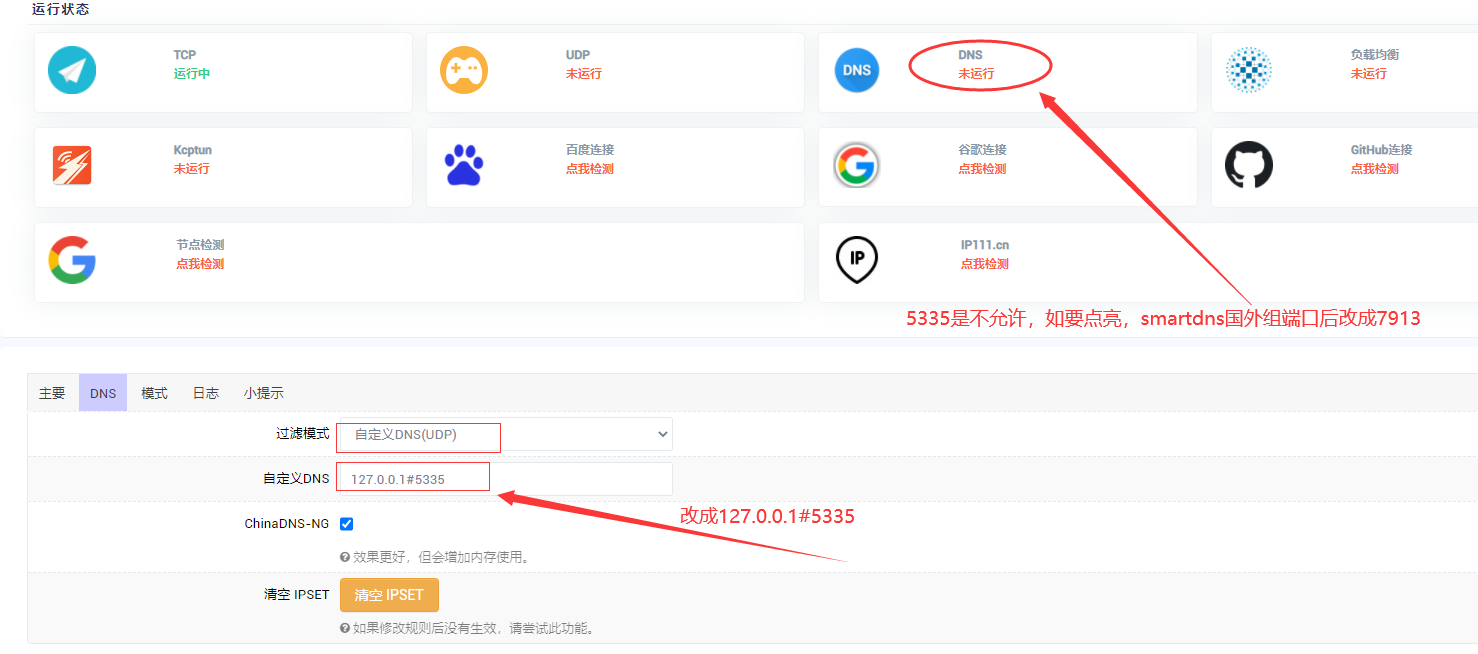 运行状态
TCP
运行中
UDP
未运行
DNS
DNS
未运行
负载均衡
未运行
Kcptun
未运行
百度连接
点我检测
谷歌连接
点我检测
GitHub连接
点我检测
节点检测
点我检测
IP
IP111.cn
点我检测
5335是不允许，如要点亮，smartdns国外组端口后改成7913
主要 DNS 模式 日志 小提示
过滤模式 自定义DNS(UDP)
自定义DNS 127.0.0.1#5335
改成127.0.0.1#5335
ChinaDNS-NG
效果更好，但会增加内存使用。
清空 IPSET 清空 IPSET
如果修改规则后没有生效，请尝试此功能。